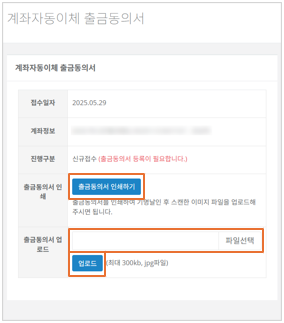 계좌자동이체 출금동의서
계좌자동이체 출금동의서
접수일자 2025.05.29
계좌정보
진행구분 신규접수 (출금동의서 등록이 필요합니다.)
출금동의서 인쇄 출금동의서 인쇄하기
출금동의서를 인쇄하여 기명날인 후 스캔한 이미지 파일을 업로드해
주시면 됩니다.
출금동의서 업로드 파일선택
업로드 (최대 300kb, jpg파일)